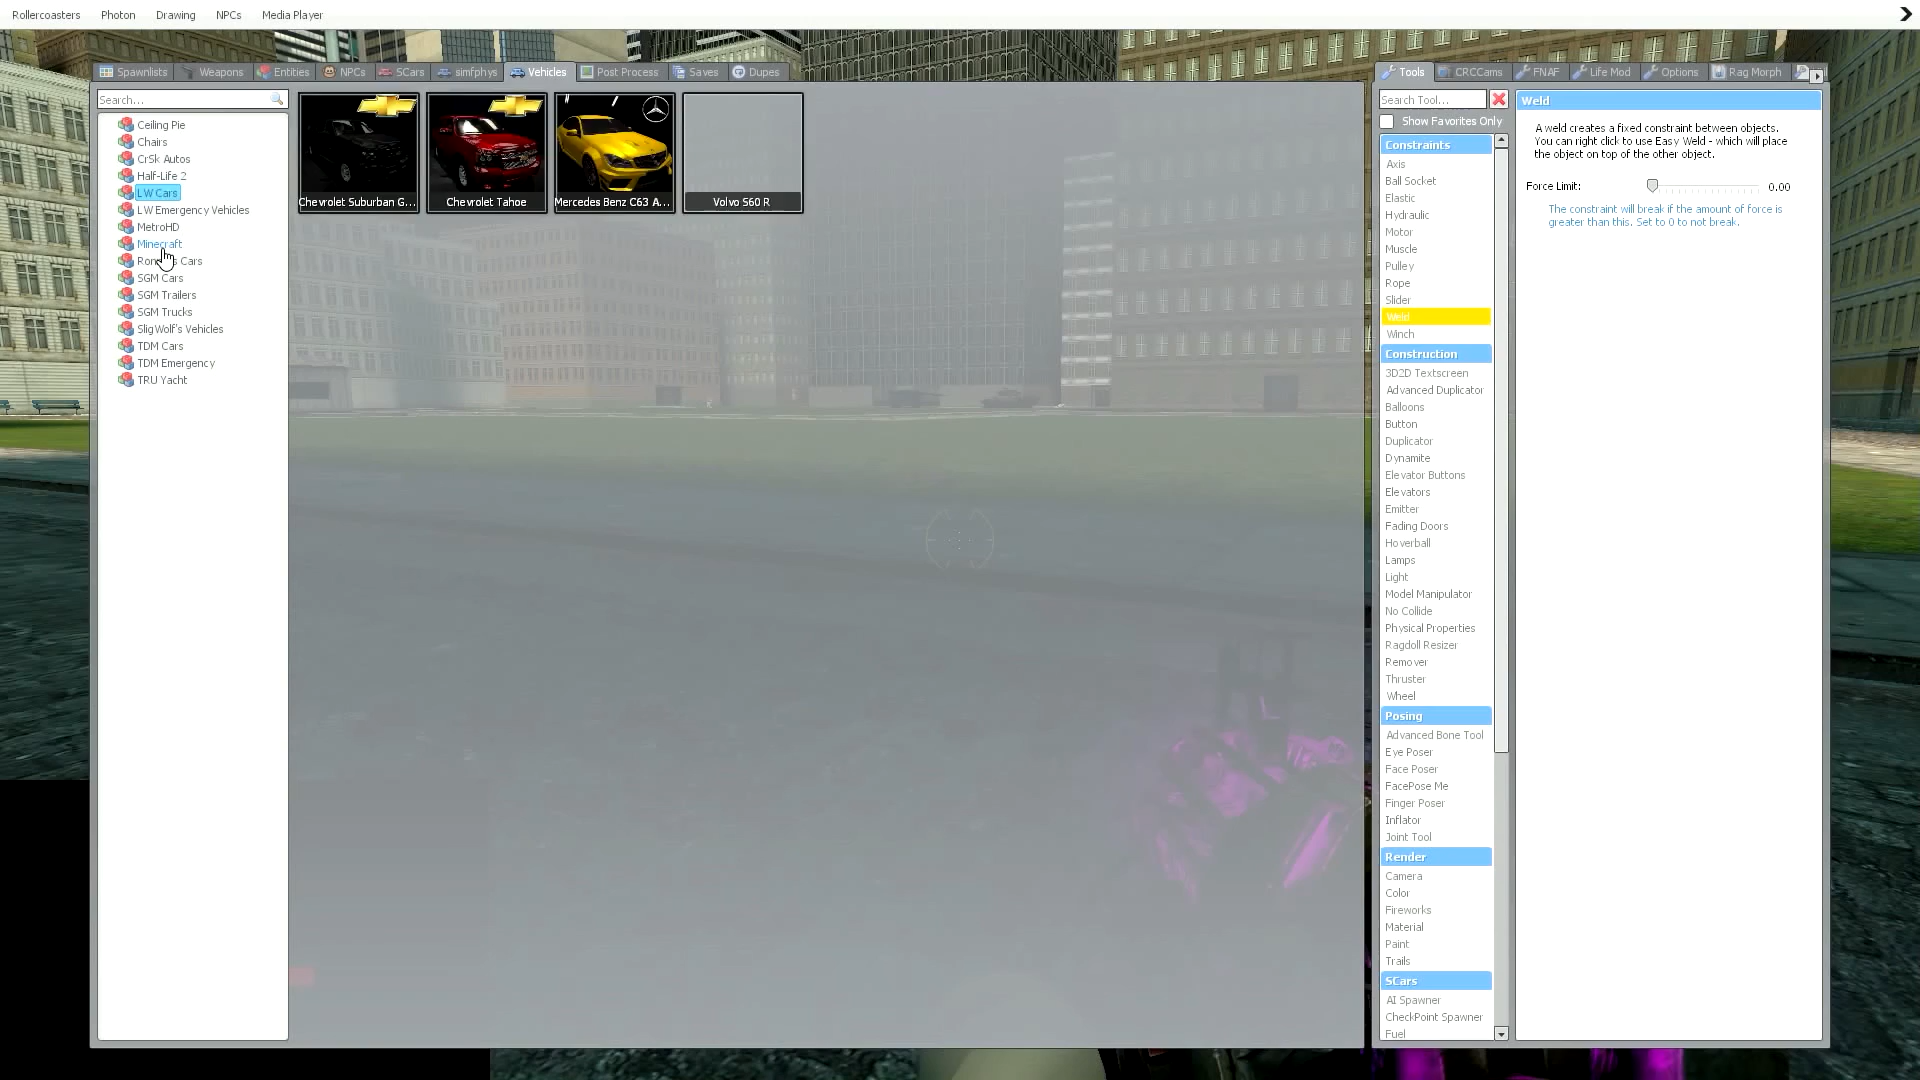 Rollercoasters Photon Drawing NPCs Media Player
Spawnlists Weapons Entities NPCs SCars simfphys Vehicles Post Process Saves Dupes
Search...
Ceiling Pie
Chairs
CrSk Autos
Half-Life 2
LW Cars
LW Emergency Vehicles
MetroHD
Minecraft
Cars
SGM Cars
SGM Trailers
SGM Trucks
SligWolf's Vehicles
TDM Cars
TDM Emergency
TRU Yacht
Chevrolet Suburban G...
Chevrolet Tahoe
Mercedes Benz C63 A...
Volvo S60 R
Tools CRCCams FNAF Life Mod Options Rag Morph
Search Tool...
Show Favorites Only
Constraints
Axis
Ball Socket
Elastic
Hydraulic
Motor
Muscle
Pulley
Rope
Slider
Weld
Winch
Construction
3D2D Textscreen
Advanced Duplicator
Balloons
Button
Duplicator
Dynamite
Elevator Buttons
Elevators
Emitter
Fading Doors
Hoverball
Lamps
Light
Model Manipulator
No Collide
Physical Properties
Ragdoll Resizer
Remover
Thruster
Wheel
Posing
Advanced Bone Tool
Eye Poser
Face Poser
FacePose Me
Finger Poser
Inflator
Joint Tool
Render
Camera
Color
Fireworks
Material
Paint
Trails
SCars
AI Spawner
CheckPoint Spawner
Fuel
Weld
A weld creates a fixed constraint between objects.
You can right click to use Easy Weld - which will place
the object on top of the other object.
Force Limit: 0.00
The constraint will break if the amount of force is
greater than this. Set to 0 to not break.